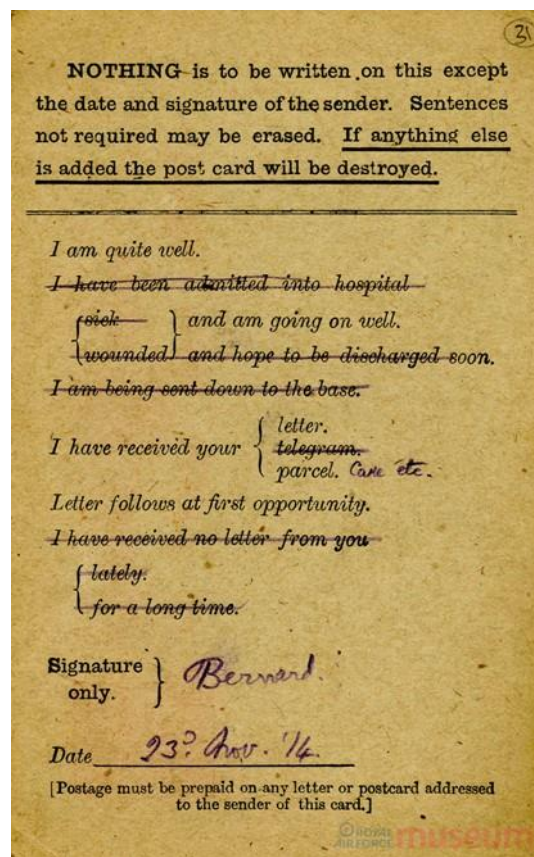 31
NOTHING is to be written on this except
the date and signature of the sender. Sentences
not required may be erased. If anything else
is added the post card will be destroyed.
I am quite well.
I have been admitted into hospital
sick } and am going on well.
wounded and hope to be discharged soon.
I am being sent down to the base.
letter.
I have received your { telegram.
parcel. Cake etc.
Letter follows at first opportunity.
I have received no letter from you
lately.
for a long time.
Signature
only. } Bernard.
Date 23rd Nov. '14.
[Postage must be prepaid on any letter or postcard addressed
to the sender of this card.]
© ROYAL
AIR FORCE museum